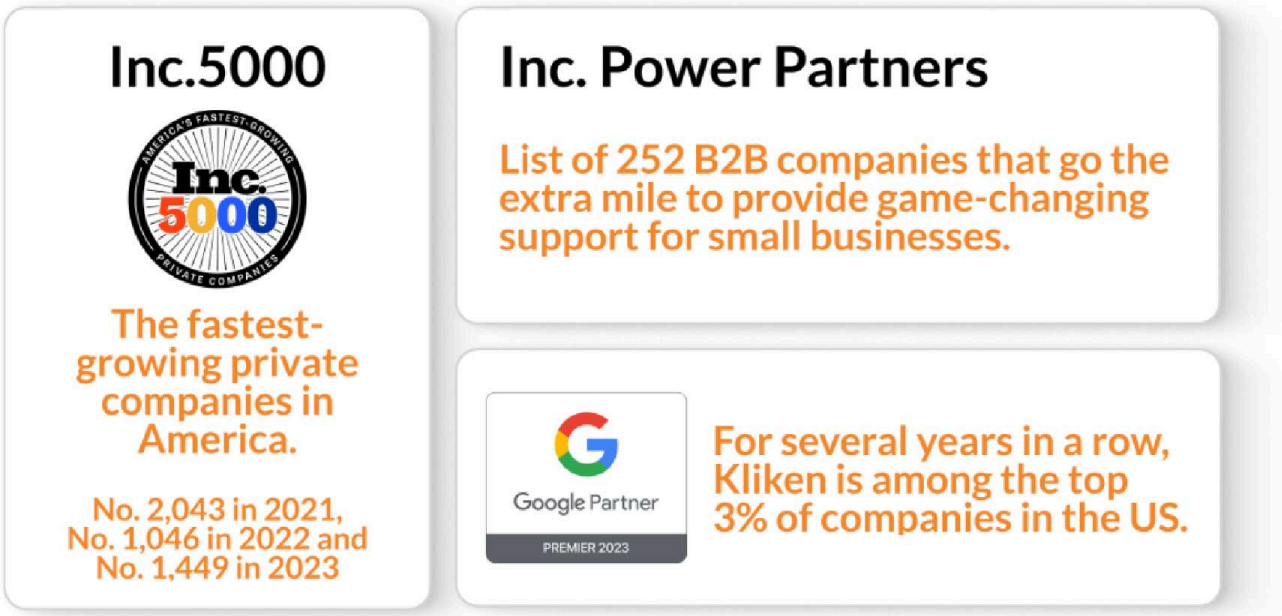 Inc.5000
AMERICA'S FASTEST-GROWING
Inc.
5000
PRIVATE COMPANIES
The fastest-
growing private
companies in
America.
No. 2,043 in 2021,
No. 1,046 in 2022 and
No. 1,449 in 2023
Inc. Power Partners
List of 252 B2B companies that go the
extra mile to provide game-changing
support for small businesses.
Google Partner
PREMIER 2023
For several years in a row,
Kliken is among the top
3% of companies in the US.